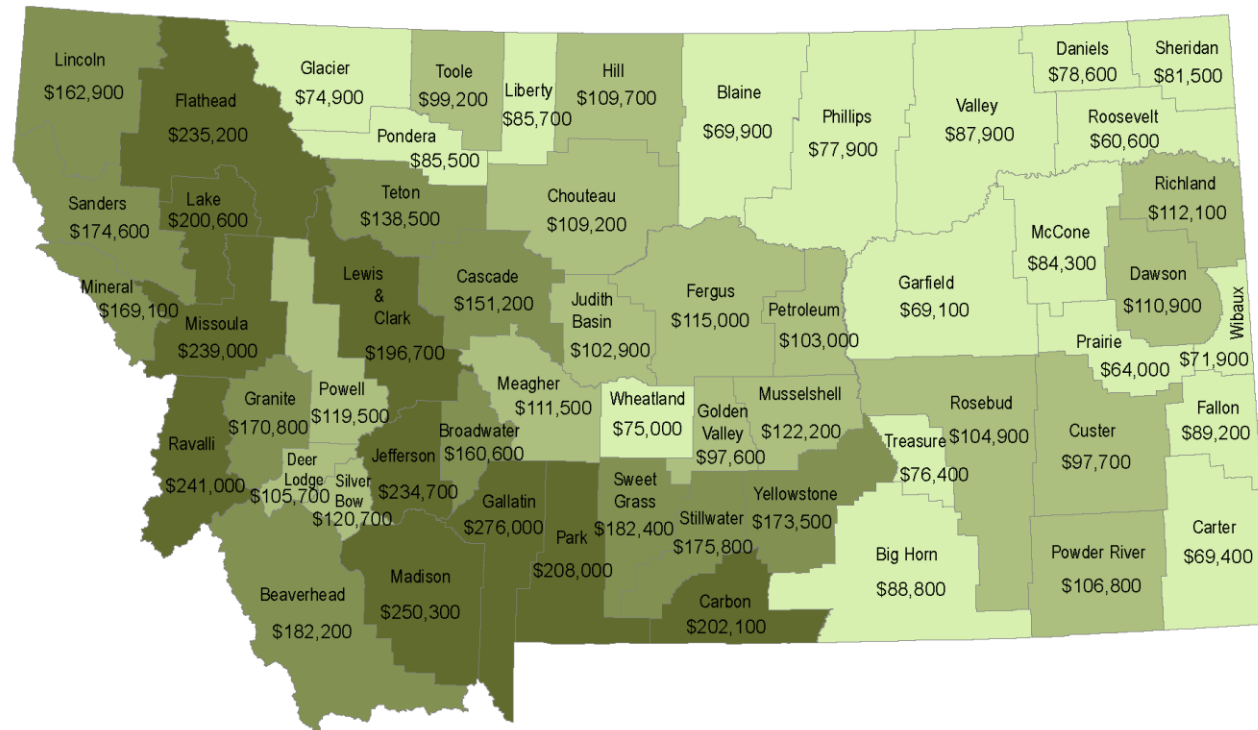 Lincoln
$162,900
Flathead
$235,200
Glacier
$74,900
Toole
$99,200
Liberty
$85,700
Hill
$109,700
Blaine
$69,900
Phillips
$77,900
Valley
$87,900
Daniels
$78,600
Sheridan
$81,500
Roosevelt
$60,600
Pondera
$85,500
Sanders
$174,600
Lake
$200,600
Teton
$138,500
Chouteau
$109,200
Richland
$112,100
McCone
$84,300
Dawson
$110,900
Wibaux
$71,900
Mineral
$169,100
Missoula
$239,000
Lewis
&
Clark
$196,700
Cascade
$151,200
Judith
Basin
$102,900
Fergus
$115,000
Petroleum
$103,000
Garfield
$69,100
Prairie
$64,000
Ravalli
$241,000
Granite
$170,800
Powell
$119,500
Deer
Lodge
$105,700
Silver
Bow
$120,700
Jefferson
$234,700
Broadwater
$160,600
Meagher
$111,500
Wheatland
$75,000
Golden
Valley
$97,600
Musselshell
$122,200
Treasure
$76,400
Rosebud
$104,900
Custer
$97,700
Fallon
$89,200
Beaverhead
$182,200
Madison
$250,300
Gallatin
$276,000
Park
$208,000
Sweet
Grass
$182,400
Stillwater
$175,800
Yellowstone
$173,500
Carbon
$202,100
Big Horn
$88,800
Powder River
$106,800
Carter
$69,400